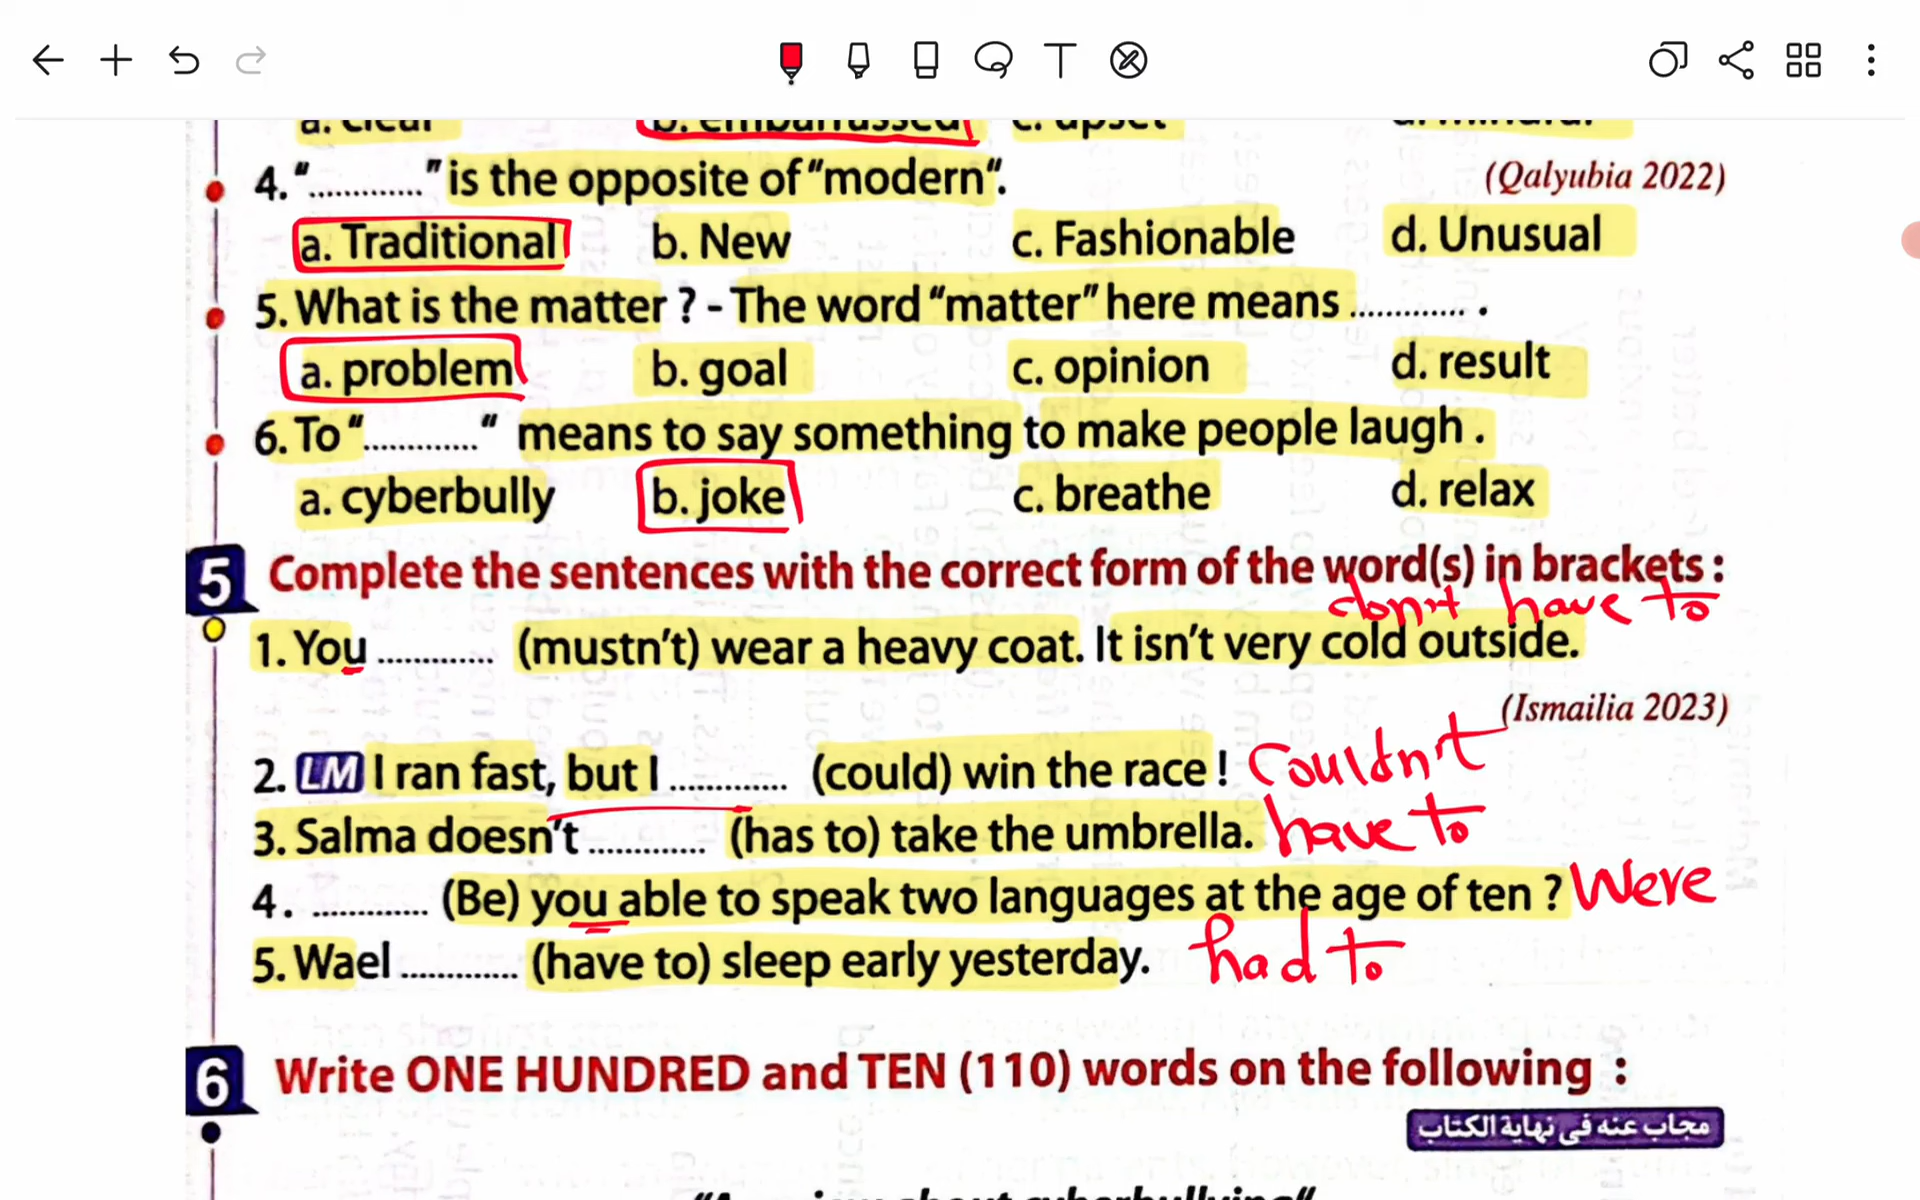 a. clear b. embarrassed c. upset
4. "............" is the opposite of "modern". (Qalyubia 2022)
a. Traditional b. New c. Fashionable d. Unusual
5. What is the matter ? - The word "matter" here means ............ .
a. problem b. goal c. opinion d. result
6. To "............" means to say something to make people laugh .
a. cyberbully b. joke c. breathe d. relax
5 Complete the sentences with the correct form of the word(s) in brackets :
don't have to
1. You ............ (mustn't) wear a heavy coat. It isn't very cold outside.
(Ismailia 2023)
2. LM I ran fast, but I ............ (could) win the race ! Couldn't
3. Salma doesn't ............ (has to) take the umbrella. have to
4. ............ (Be) you able to speak two languages at the age of ten ? Were
5. Wael ............ (have to) sleep early yesterday. had to
6 Write ONE HUNDRED and TEN (110) words on the following :
مجاب عنه في نهاية الكتاب
about cyberbullying"